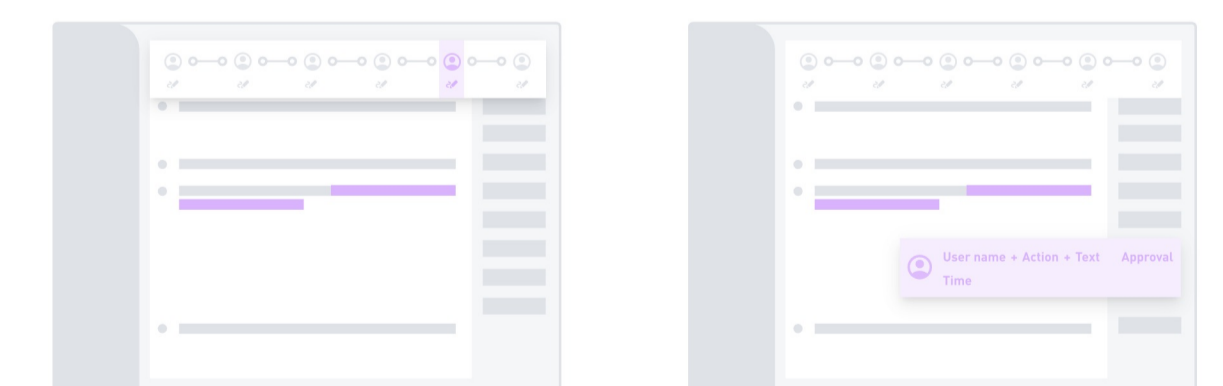 User name + Action + Text Approval
Time